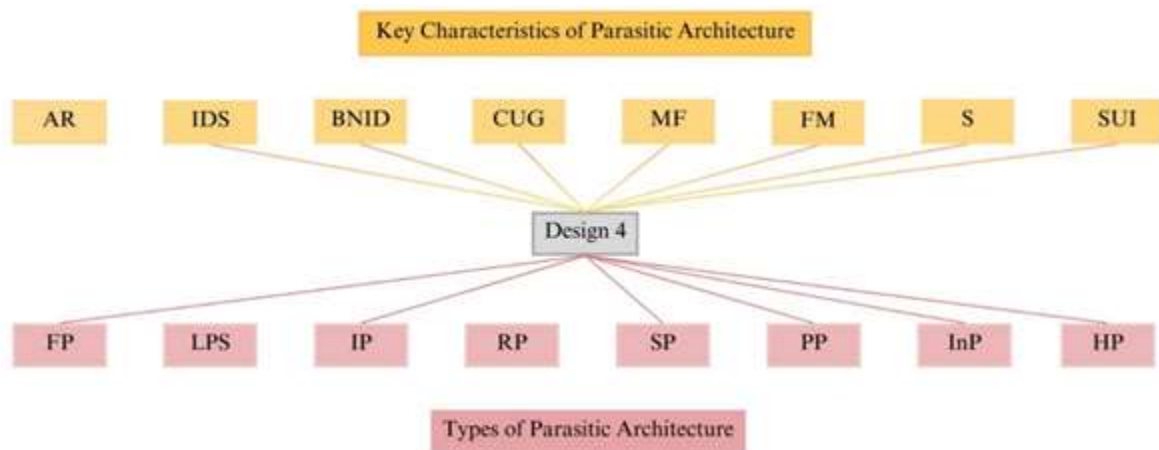 Key Characteristics of Parasitic Architecture
AR IDS BNID CUG MF FM S SUI
Design 4
FP LPS IP RP SP PP InP HP
Types of Parasitic Architecture